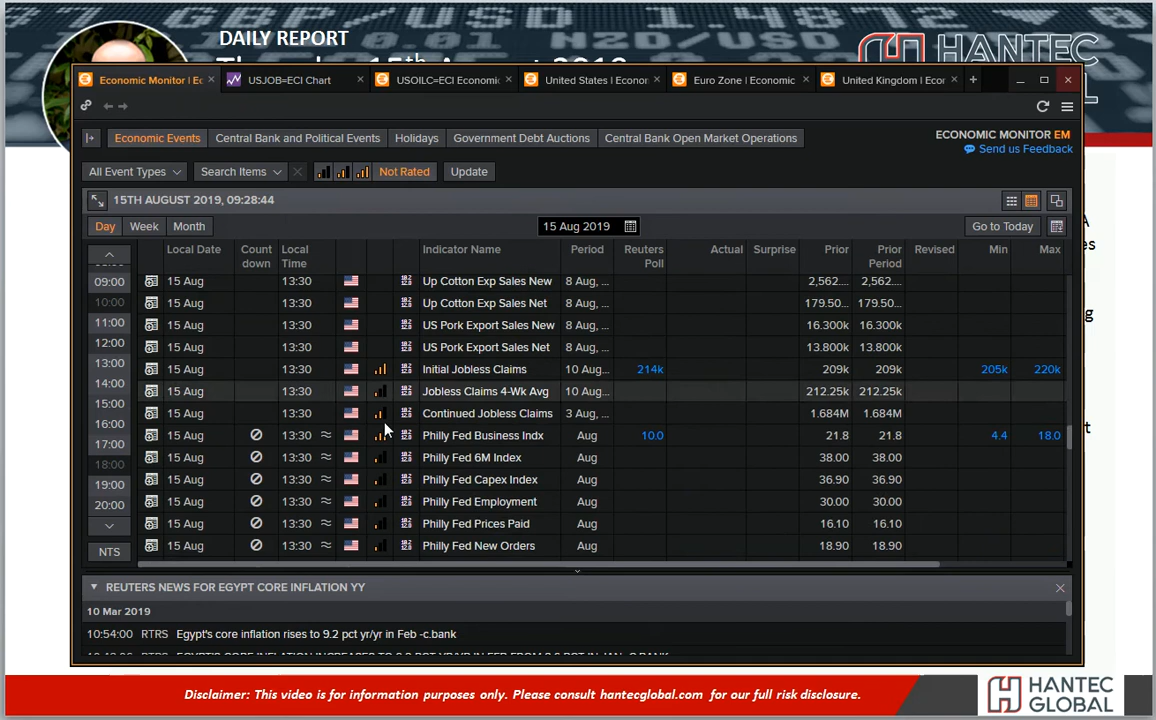 GBP/USD
DAILY REPORT
HANTEC
GLOBAL
Economic Monitor | Ec
USJOB=ECI Chart
USOILC=ECI Economic
United States | Econor
Euro Zone | Economic
United Kingdom | Ecor
Economic Events
Central Bank and Political Events
Holidays
Government Debt Auctions
Central Bank Open Market Operations
ECONOMIC MONITOR EM
Send us Feedback
All Event Types
Search Items
Not Rated
Update
15TH AUGUST 2019, 09:28:44
Day Week Month
15 Aug 2019
Go to Today
Local Date Count down Local Time Indicator Name Period Reuters Poll Actual Surprise Prior Prior Period Revised Min Max
09:00
10:00
11:00
12:00
13:00
14:00
15:00
16:00
17:00
18:00
19:00
20:00
NTS
15 Aug 13:30 Up Cotton Exp Sales New 8 Aug, ... 2,562.... 2,562....
15 Aug 13:30 Up Cotton Exp Sales Net 8 Aug, ... 179.50... 179.50...
15 Aug 13:30 US Pork Export Sales New 8 Aug, ... 16.300k 16.300k
15 Aug 13:30 US Pork Export Sales Net 8 Aug, ... 13.800k 13.800k
15 Aug 13:30 Initial Jobless Claims 10 Aug... 214k 209k 209k 205k 220k
15 Aug 13:30 Jobless Claims 4-Wk Avg 10 Aug... 212.25k 212.25k
15 Aug 13:30 Continued Jobless Claims 3 Aug, ... 1.684M 1.684M
15 Aug 13:30 ≈ Philly Fed Business Indx Aug 10.0 21.8 21.8 4.4 18.0
15 Aug 13:30 ≈ Philly Fed 6M Index Aug 38.00 38.00
15 Aug 13:30 ≈ Philly Fed Capex Index Aug 36.90 36.90
15 Aug 13:30 ≈ Philly Fed Employment Aug 30.00 30.00
15 Aug 13:30 ≈ Philly Fed Prices Paid Aug 16.10 16.10
15 Aug 13:30 ≈ Philly Fed New Orders Aug 18.90 18.90
REUTERS NEWS FOR EGYPT CORE INFLATION YY
10 Mar 2019
10:54:00 RTRS Egypt's core inflation rises to 9.2 pct yr/yr in Feb -c.bank
Disclaimer: This video is for information purposes only. Please consult hantecglobal.com for our full risk disclosure.
HANTEC
GLOBAL